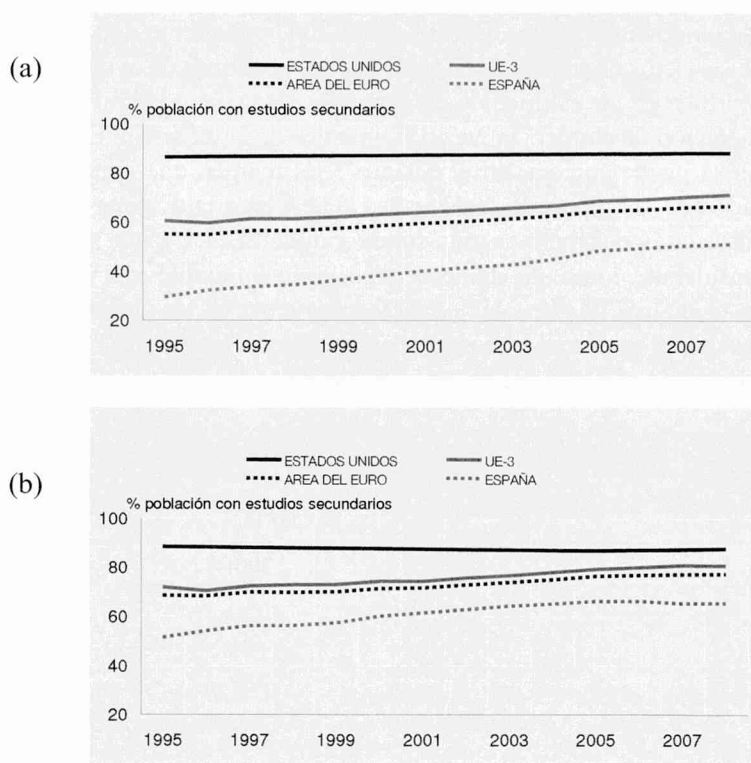 (a)
ESTADOS UNIDOS UE-3
AREA DEL EURO ESPAÑA
% población con estudios secundarios
100
80
60
40
20
1995 1997 1999 2001 2003 2005 2007
(b)
ESTADOS UNIDOS UE-3
AREA DEL EURO ESPAÑA
% población con estudios secundarios
100
80
60
40
20
1995 1997 1999 2001 2003 2005 2007